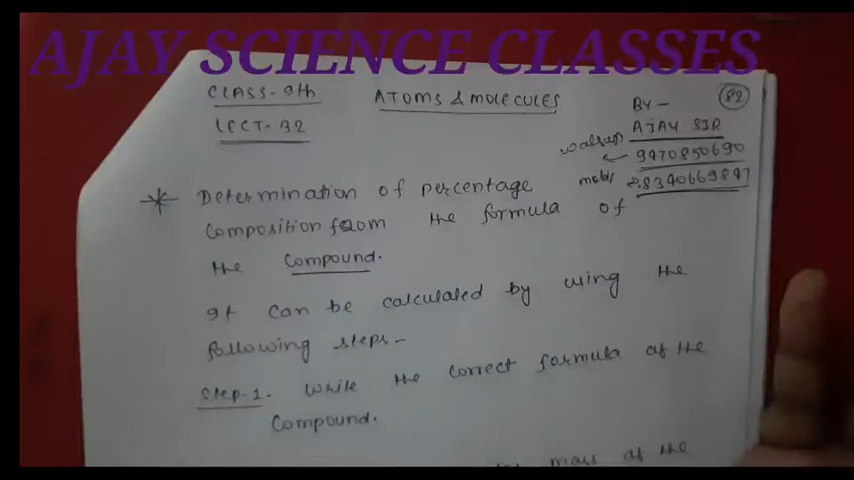 AJAY SCIENCE CLASSES
CLASS-9th ATOMS & MOLECULES BY- 82
LECT-32 AJAY SIR
9470850690
8340669847
* Determination of percentage
Composition from the formula of
the Compound.
It can be calculated by using the
following steps-
Step-1. Write the correct formula of the
Compound.
mass of the